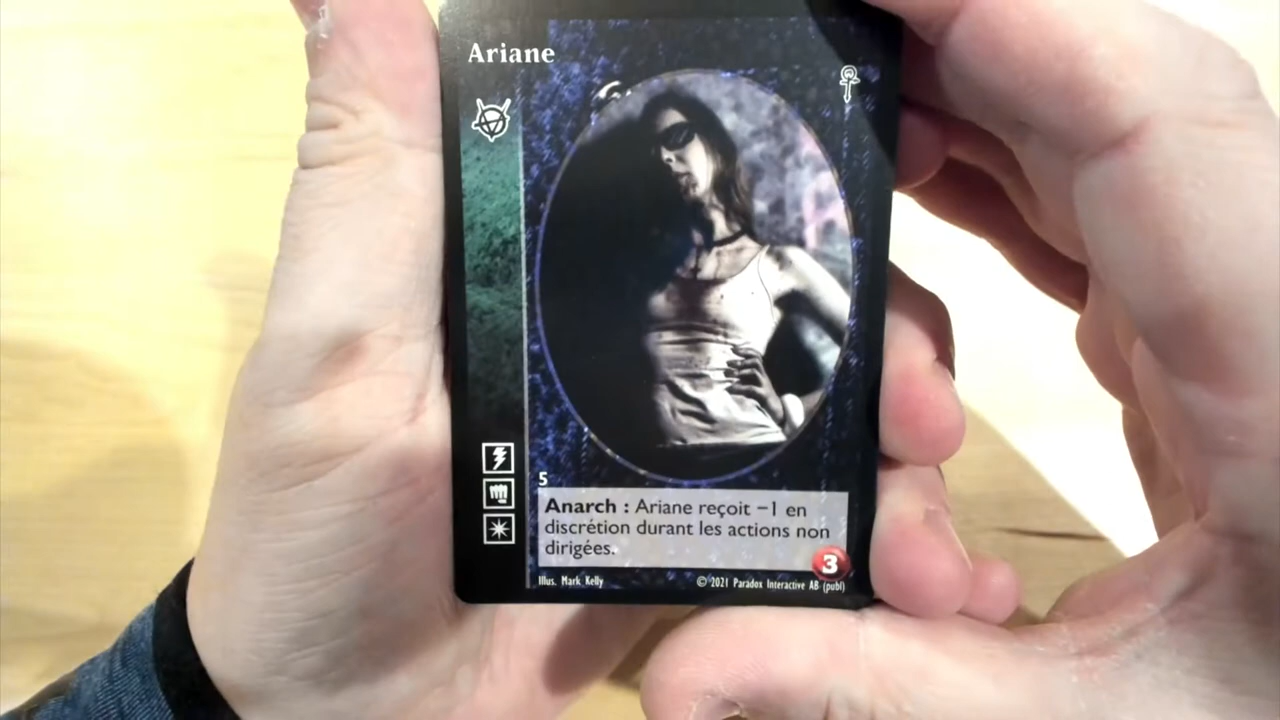 Ariane
5
Anarch : Ariane reçoit −1 en
discrétion durant les actions non
dirigées.
3
Illus. Mark Kelly
© 2021 Paradox Interactive AB (publ)